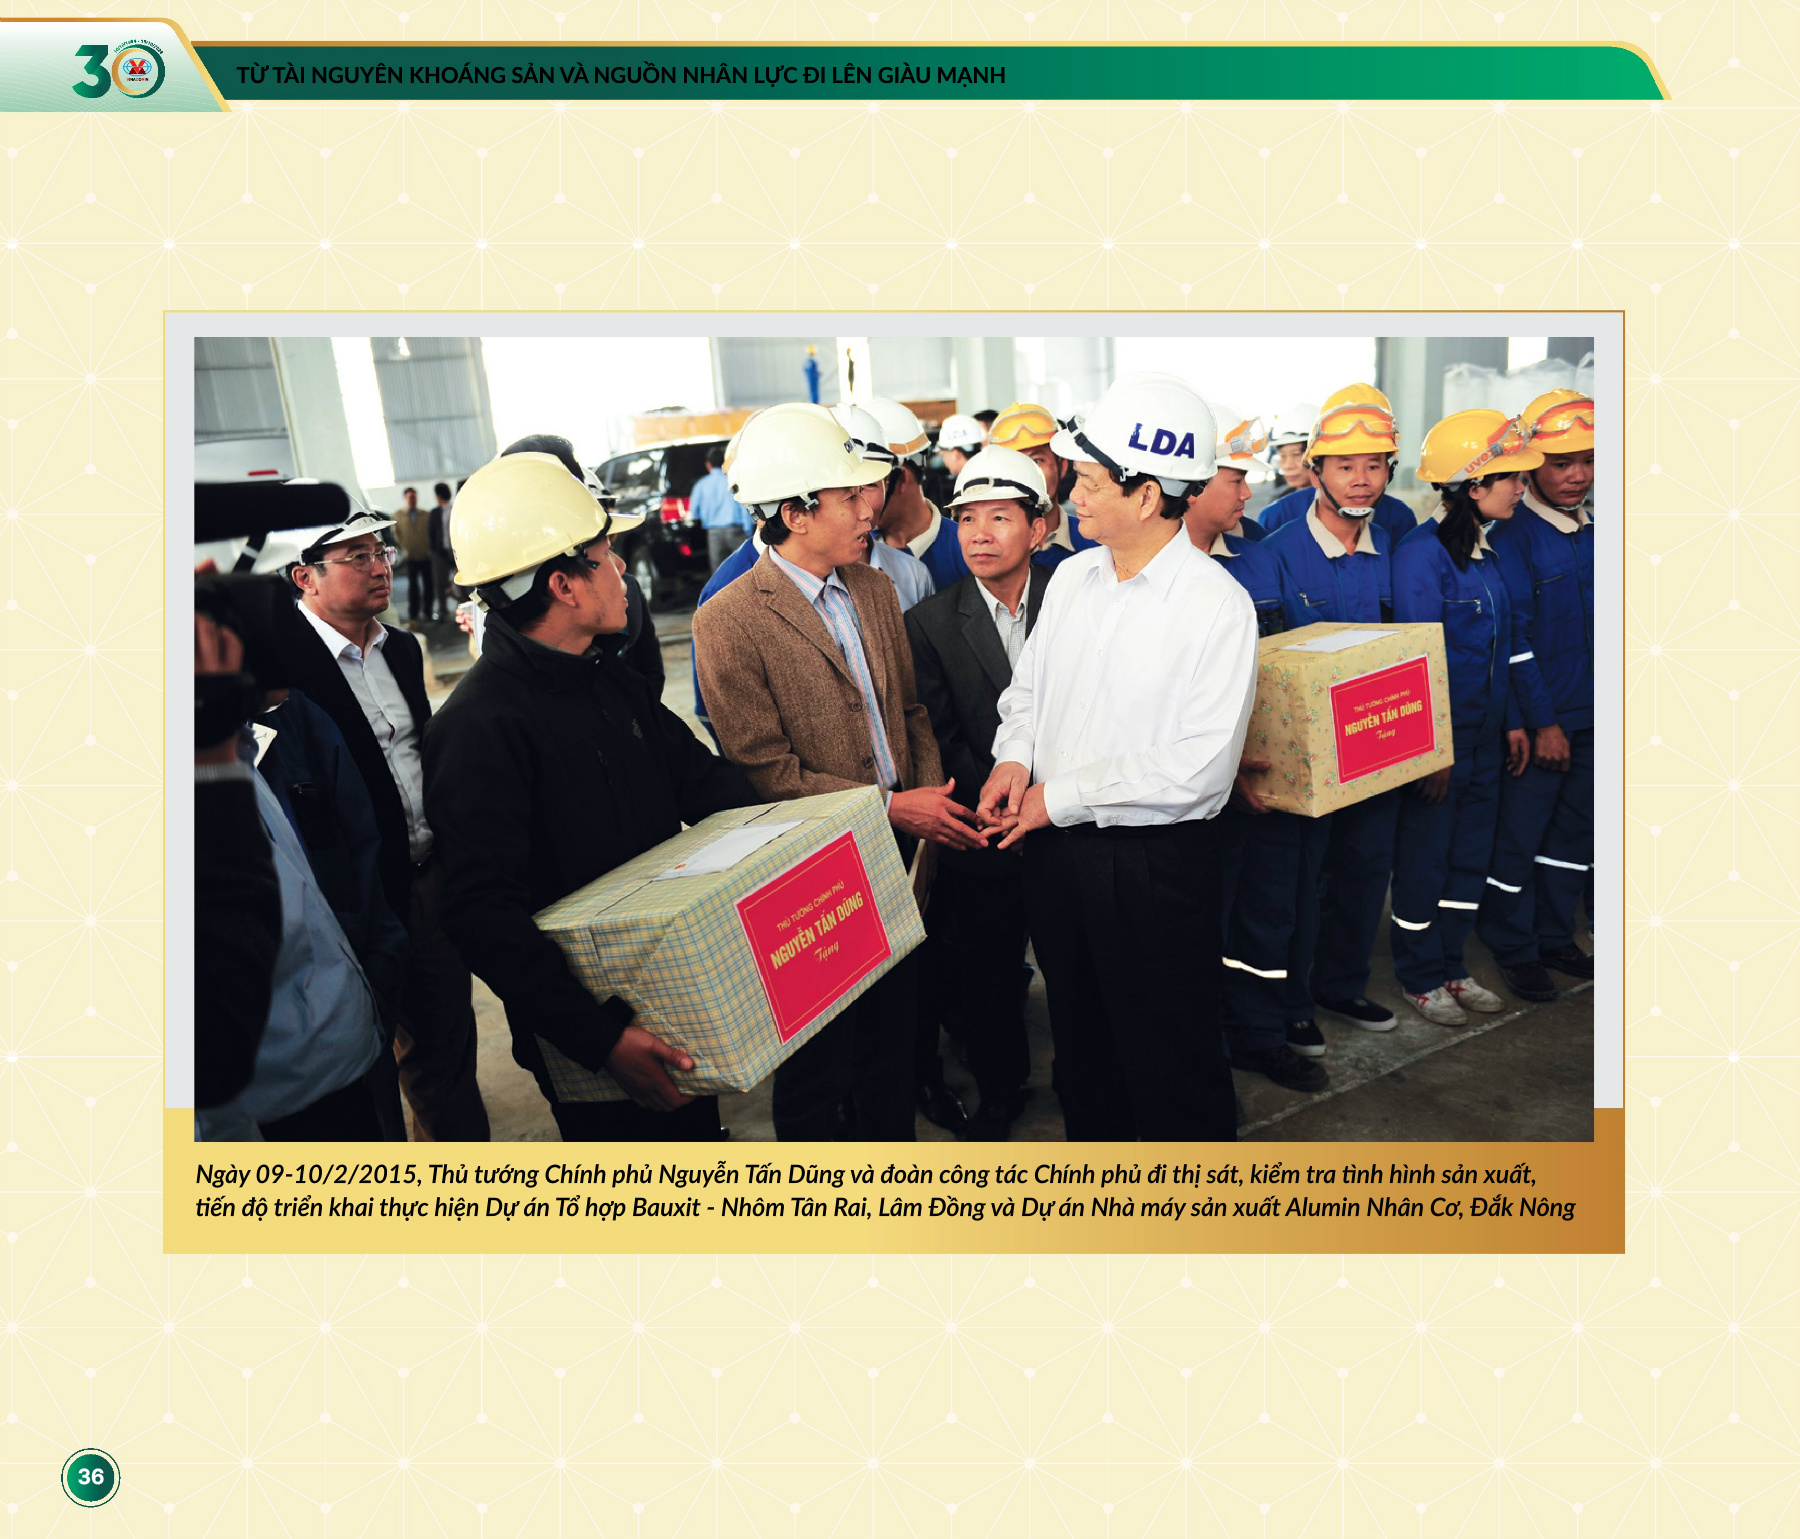 30
TỪ TÀI NGUYÊN KHOÁNG SẢN VÀ NGUỒN NHÂN LỰC ĐI LÊN GIÀU MẠNH
LDA
LDA
uvex
THỦ TƯỚNG CHÍNH PHỦ
NGUYỄN TẤN DŨNG
Tặng
THỦ TƯỚNG CHÍNH PHỦ
NGUYỄN TẤN DŨNG
Tặng
Ngày 09-10/2/2015, Thủ tướng Chính phủ Nguyễn Tấn Dũng và đoàn công tác Chính phủ đi thị sát, kiểm tra tình hình sản xuất,
tiến độ triển khai thực hiện Dự án Tổ hợp Bauxit - Nhôm Tân Rai, Lâm Đồng và Dự án Nhà máy sản xuất Alumin Nhân Cơ, Đắk Nông
36